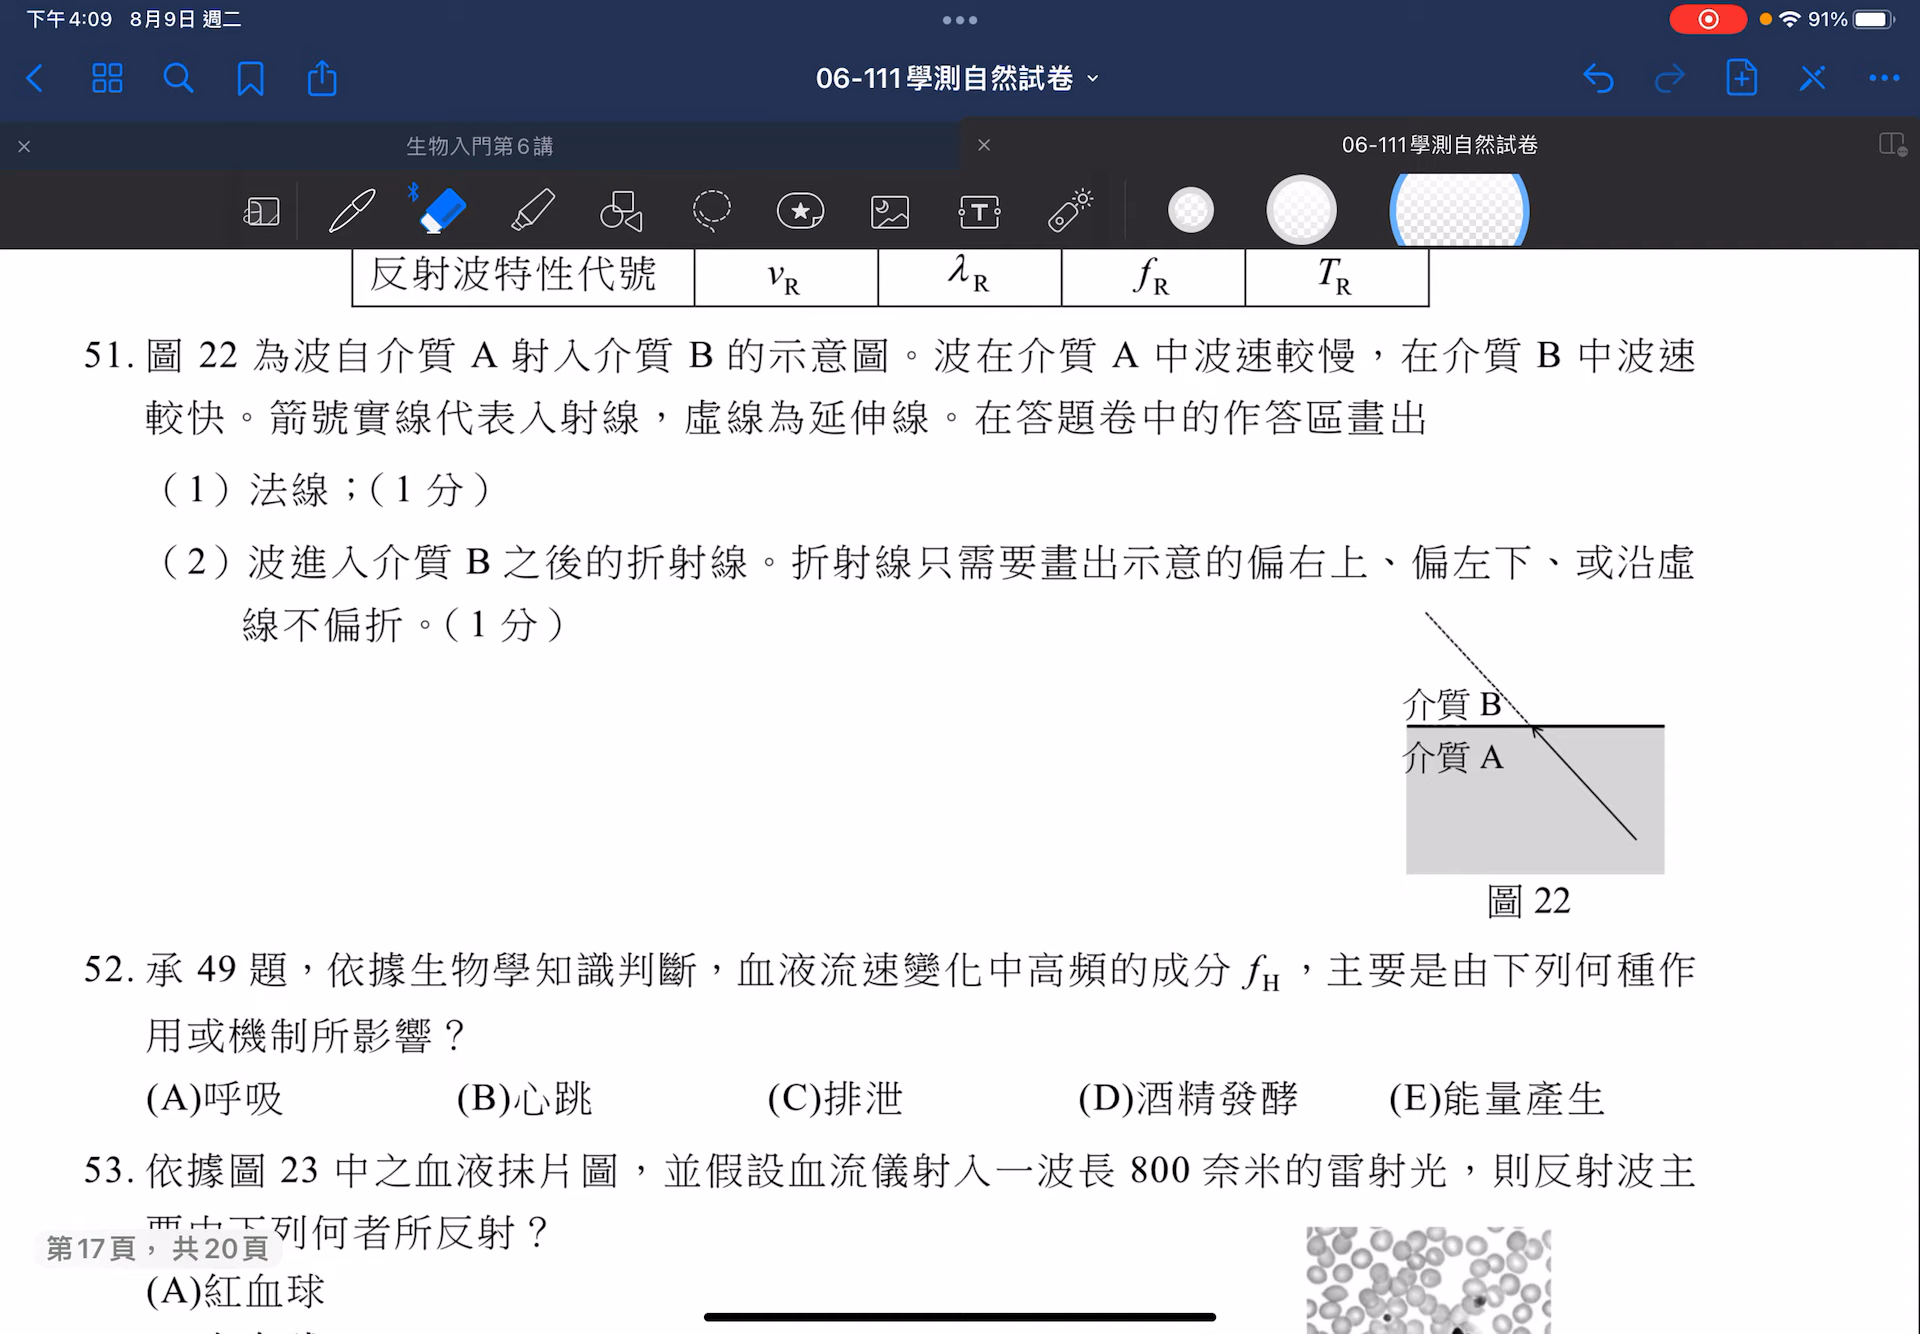 下午4:09 8月9日 週二
91%
06-111學測自然試卷
生物入門第6講
06-111學測自然試卷
反射波特性代號 vR λR fR TR
51. 圖 22 為波自介質 A 射入介質 B 的示意圖。波在介質 A 中波速較慢，在介質 B 中波速
較快。箭號實線代表入射線，虛線為延伸線。在答題卷中的作答區畫出
（1）法線；（1 分）
（2）波進入介質 B 之後的折射線。折射線只需要畫出示意的偏右上、偏左下、或沿虛
線不偏折。（1 分）
介質 B
介質 A
圖 22
52. 承 49 題，依據生物學知識判斷，血液流速變化中高頻的成分 fH，主要是由下列何種作
用或機制所影響？
(A)呼吸 (B)心跳 (C)排泄 (D)酒精發酵 (E)能量產生
53. 依據圖 23 中之血液抹片圖，並假設血流儀射入一波長 800 奈米的雷射光，則反射波主
要由下列何者所反射？
第17頁，共20頁
(A)紅血球